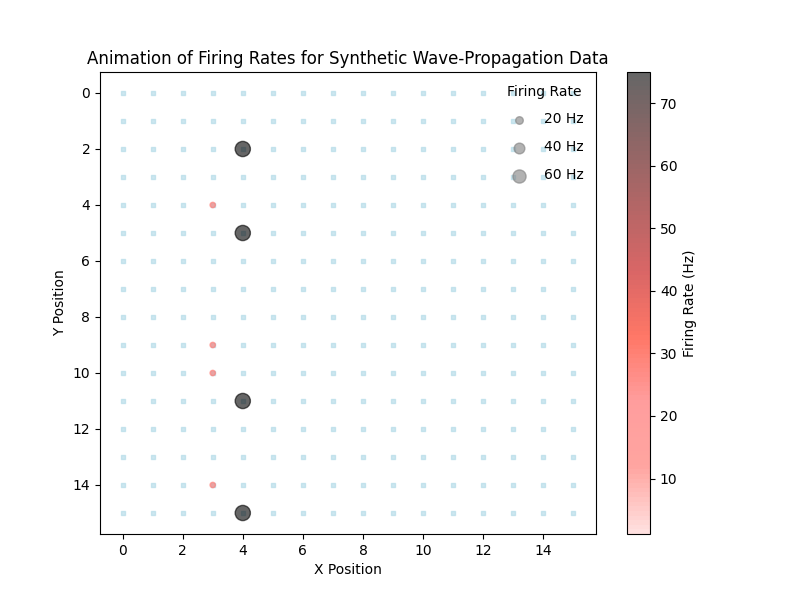 Animation of Firing Rates for Synthetic Wave-Propagation Data
Firing Rate
20 Hz
40 Hz
60 Hz
0
2
4
6
8
10
12
14
Y Position
0 2 4 6 8 10 12 14
X Position
70
60
50
40
30
20
10
Firing Rate (Hz)